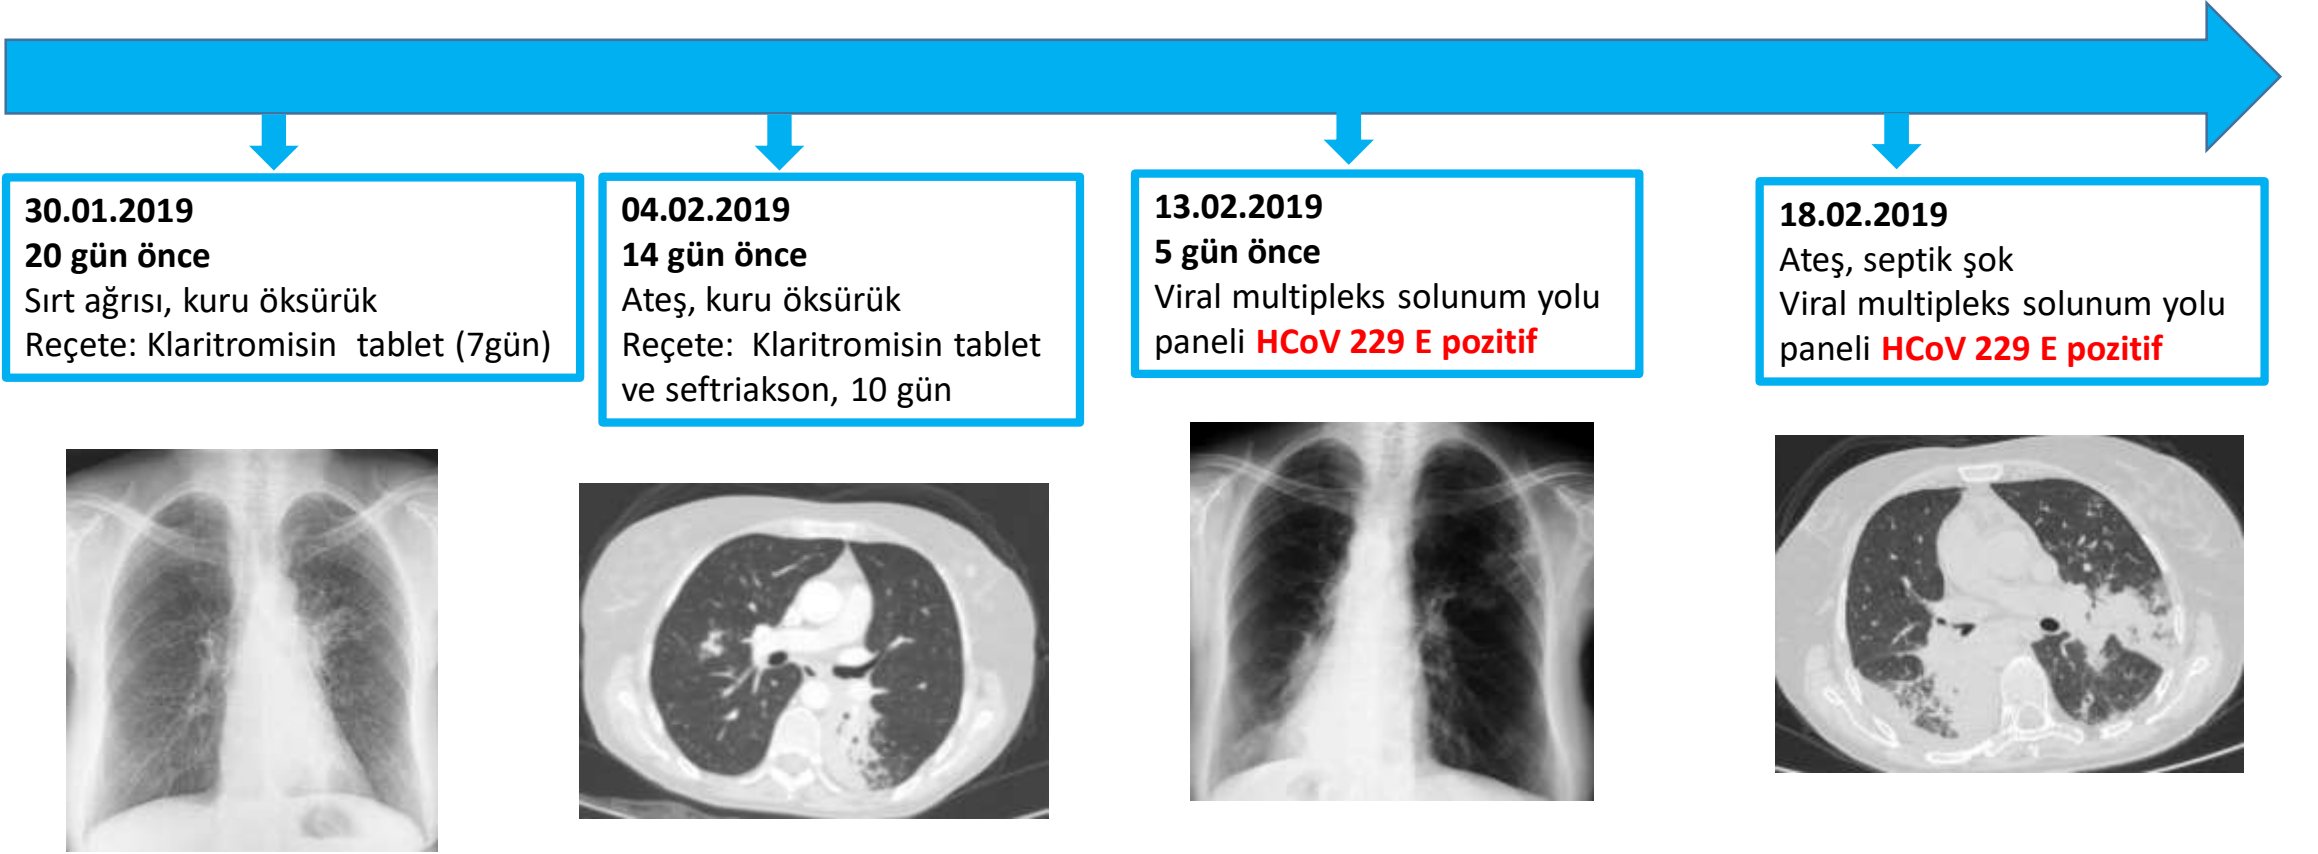 30.01.2019
20 gün önce
Sırt ağrısı, kuru öksürük
Reçete: Klaritromisin tablet (7gün)
04.02.2019
14 gün önce
Ateş, kuru öksürük
Reçete: Klaritromisin tablet
ve seftriakson, 10 gün
13.02.2019
5 gün önce
Viral multipleks solunum yolu
paneli HCoV 229 E pozitif
18.02.2019
Ateş, septik şok
Viral multipleks solunum yolu
paneli HCoV 229 E pozitif